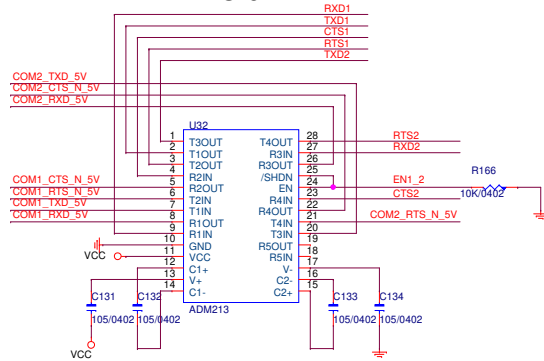 RXD1
TXD1
CTS1
RTS1
TXD2
COM2_TXD_5V
COM2_CTS_N_5V
COM2_RXD_5V
U32
1 T3OUT T4OUT 28 RTS2
2 T1OUT R3IN 27 RXD2
3 T2OUT R3OUT 26
4 R2IN /SHDN 25
COM1_CTS_N_5V 5 R2OUT EN 24 EN1_2 R166 10K/0402
COM1_RTS_N_5V 6 T2IN R4IN 23 CTS2
COM1_TXD_5V 7 T1IN R4OUT 22
COM1_RXD_5V 8 R1OUT T4IN 21 COM2_RTS_N_5V
9 R1IN T3IN 20
10 GND R5OUT 19
VCC 11 VCC R5IN 18
12 C1+ V- 17
13 V+ C2- 16
14 C1- C2+ 15
ADM213
C131 C132 C133 C134
105/0402 105/0402 105/0402 105/0402
VCC